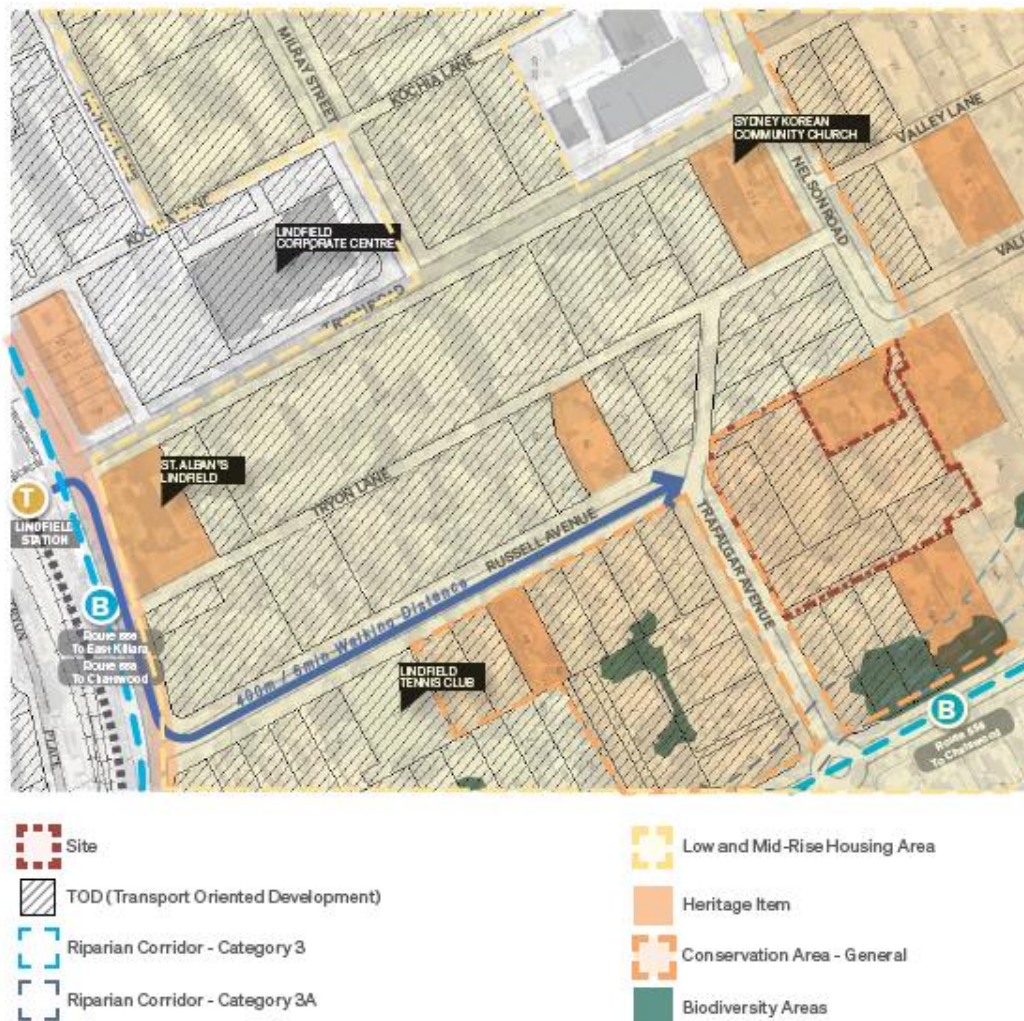 MILRAY STREET
KOCHIA LANE
SYDNEY KOREAN
COMMUNITY CHURCH
VALLEY LANE
NELSON ROAD
LINDFIELD
CORPORATE CENTRE
ST. ALBAN'S
LINDFIELD
TRYON LANE
T
LINDFIELD
STATION
RUSSELL AVENUE
TRAFALGAR AVENUE
B
To East Killara
To Chatswood
400m / 5min Walking Distance
LINDFIELD
TENNIS CLUB
PLACE
B
To Chatswood
Site
TOD (Transport Oriented Development)
Riparian Corridor - Category 3
Riparian Corridor - Category 3A
Low and Mid-Rise Housing Area
Heritage Item
Conservation Area - General
Biodiversity Areas